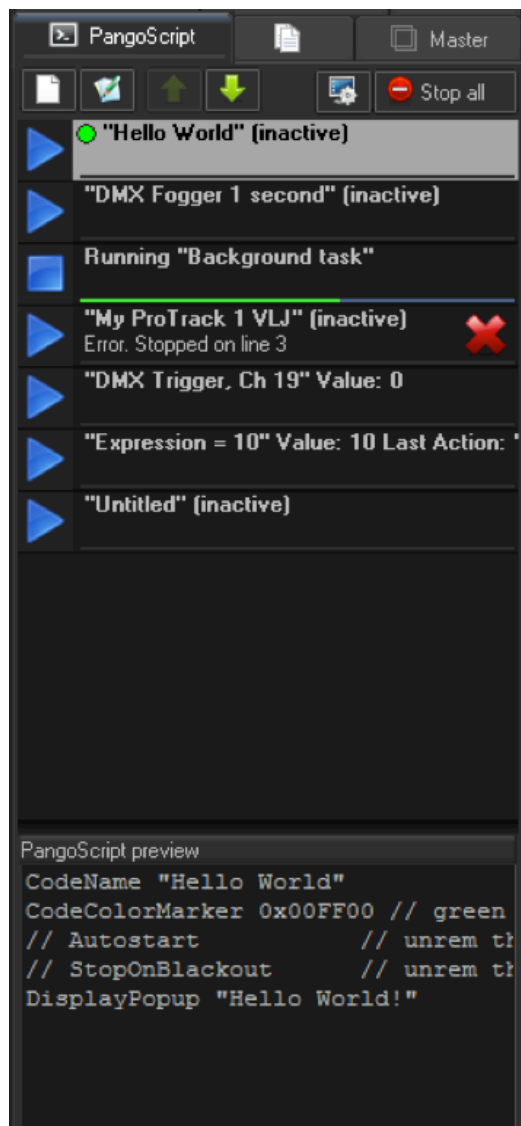 PangoScript
Master
Stop all
"Hello World" (inactive)
"DMX Fogger 1 second" (inactive)
Running "Background task"
"My ProTrack 1 VLJ" (inactive)
Error. Stopped on line 3
"DMX Trigger, Ch 19" Value: 0
"Expression = 10" Value: 10 Last Action: "
"Untitled" (inactive)
PangoScript preview
CodeName "Hello World"
CodeColorMarker 0x00FF00 // green
// Autostart // unrem th
// StopOnBlackout // unrem th
DisplayPopup "Hello World!"